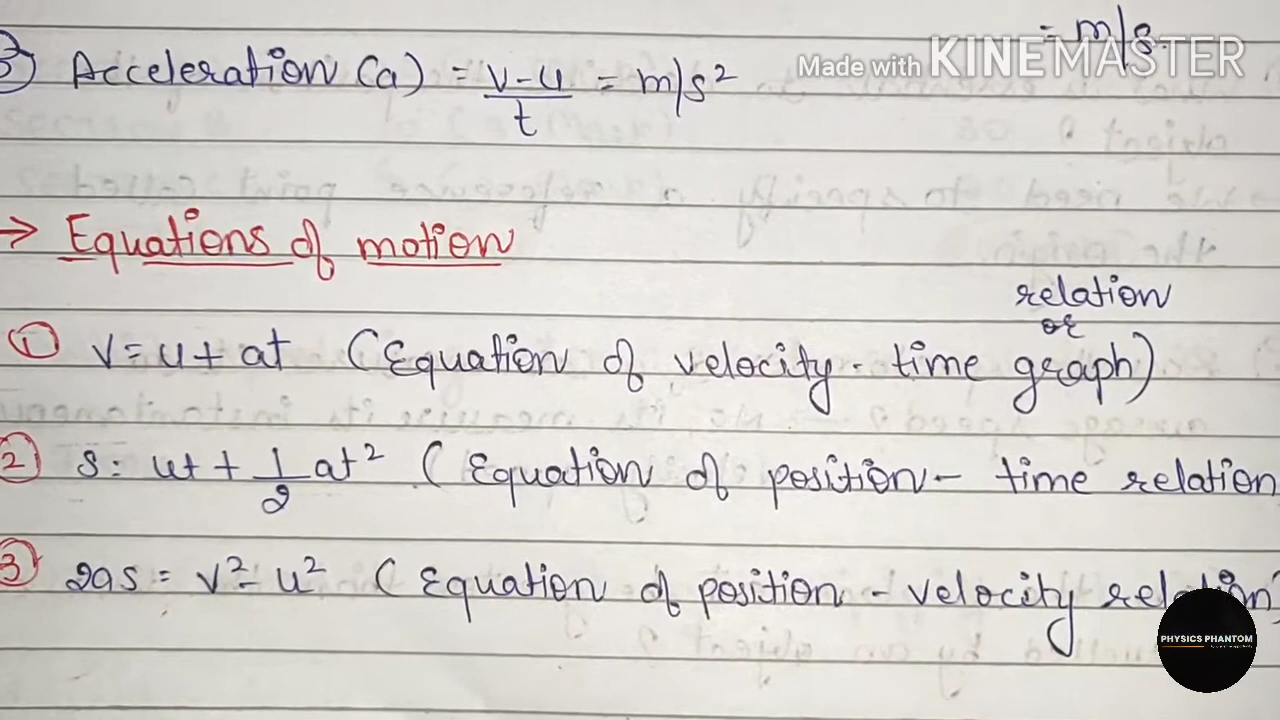 = m/s.
Made with KINEMASTER
3) Acceleration (a) = v-u/t = m/s²
→ Equations of motion
relation
or
① v = u + at (Equation of velocity - time graph)
② s = ut + 1/2 at² (Equation of position - time relation
③ 2as = v² - u² (Equation of position - velocity relation)
PHYSICS PHANTOM